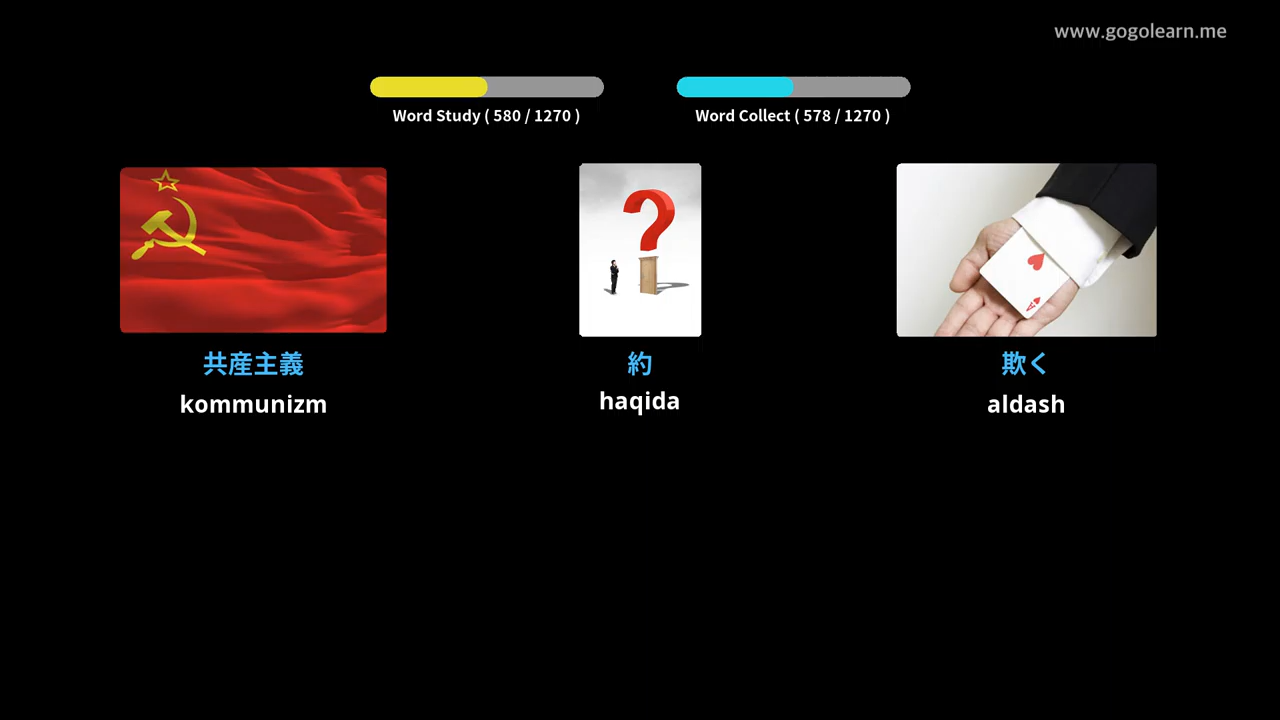 www.gogolearn.me
Word Study ( 580 / 1270 )
Word Collect ( 578 / 1270 )
共産主義
約
欺く
kommunizm
haqida
aldash